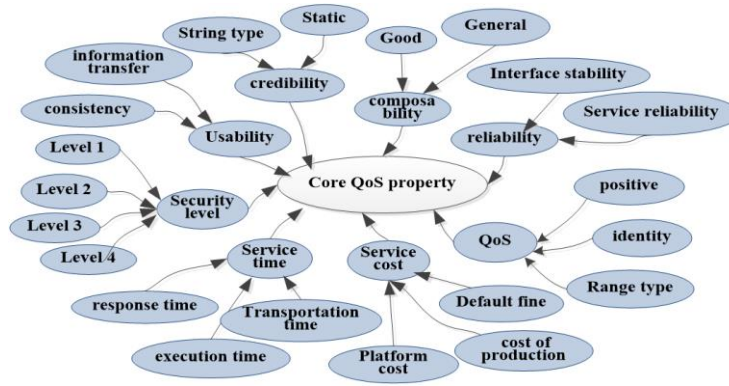 Static
String type
General
Good
information
transfer
credibility
Interface stability
consistency
composa
bility
Usability
reliability
Service reliability
Level 1
Core QoS property
positive
Level 2
Security
level
Level 3
QoS
identity
Level 4
Service
time
Service
cost
Range type
response time
Default fine
Transportation
time
execution time
Platform
cost
cost of
production